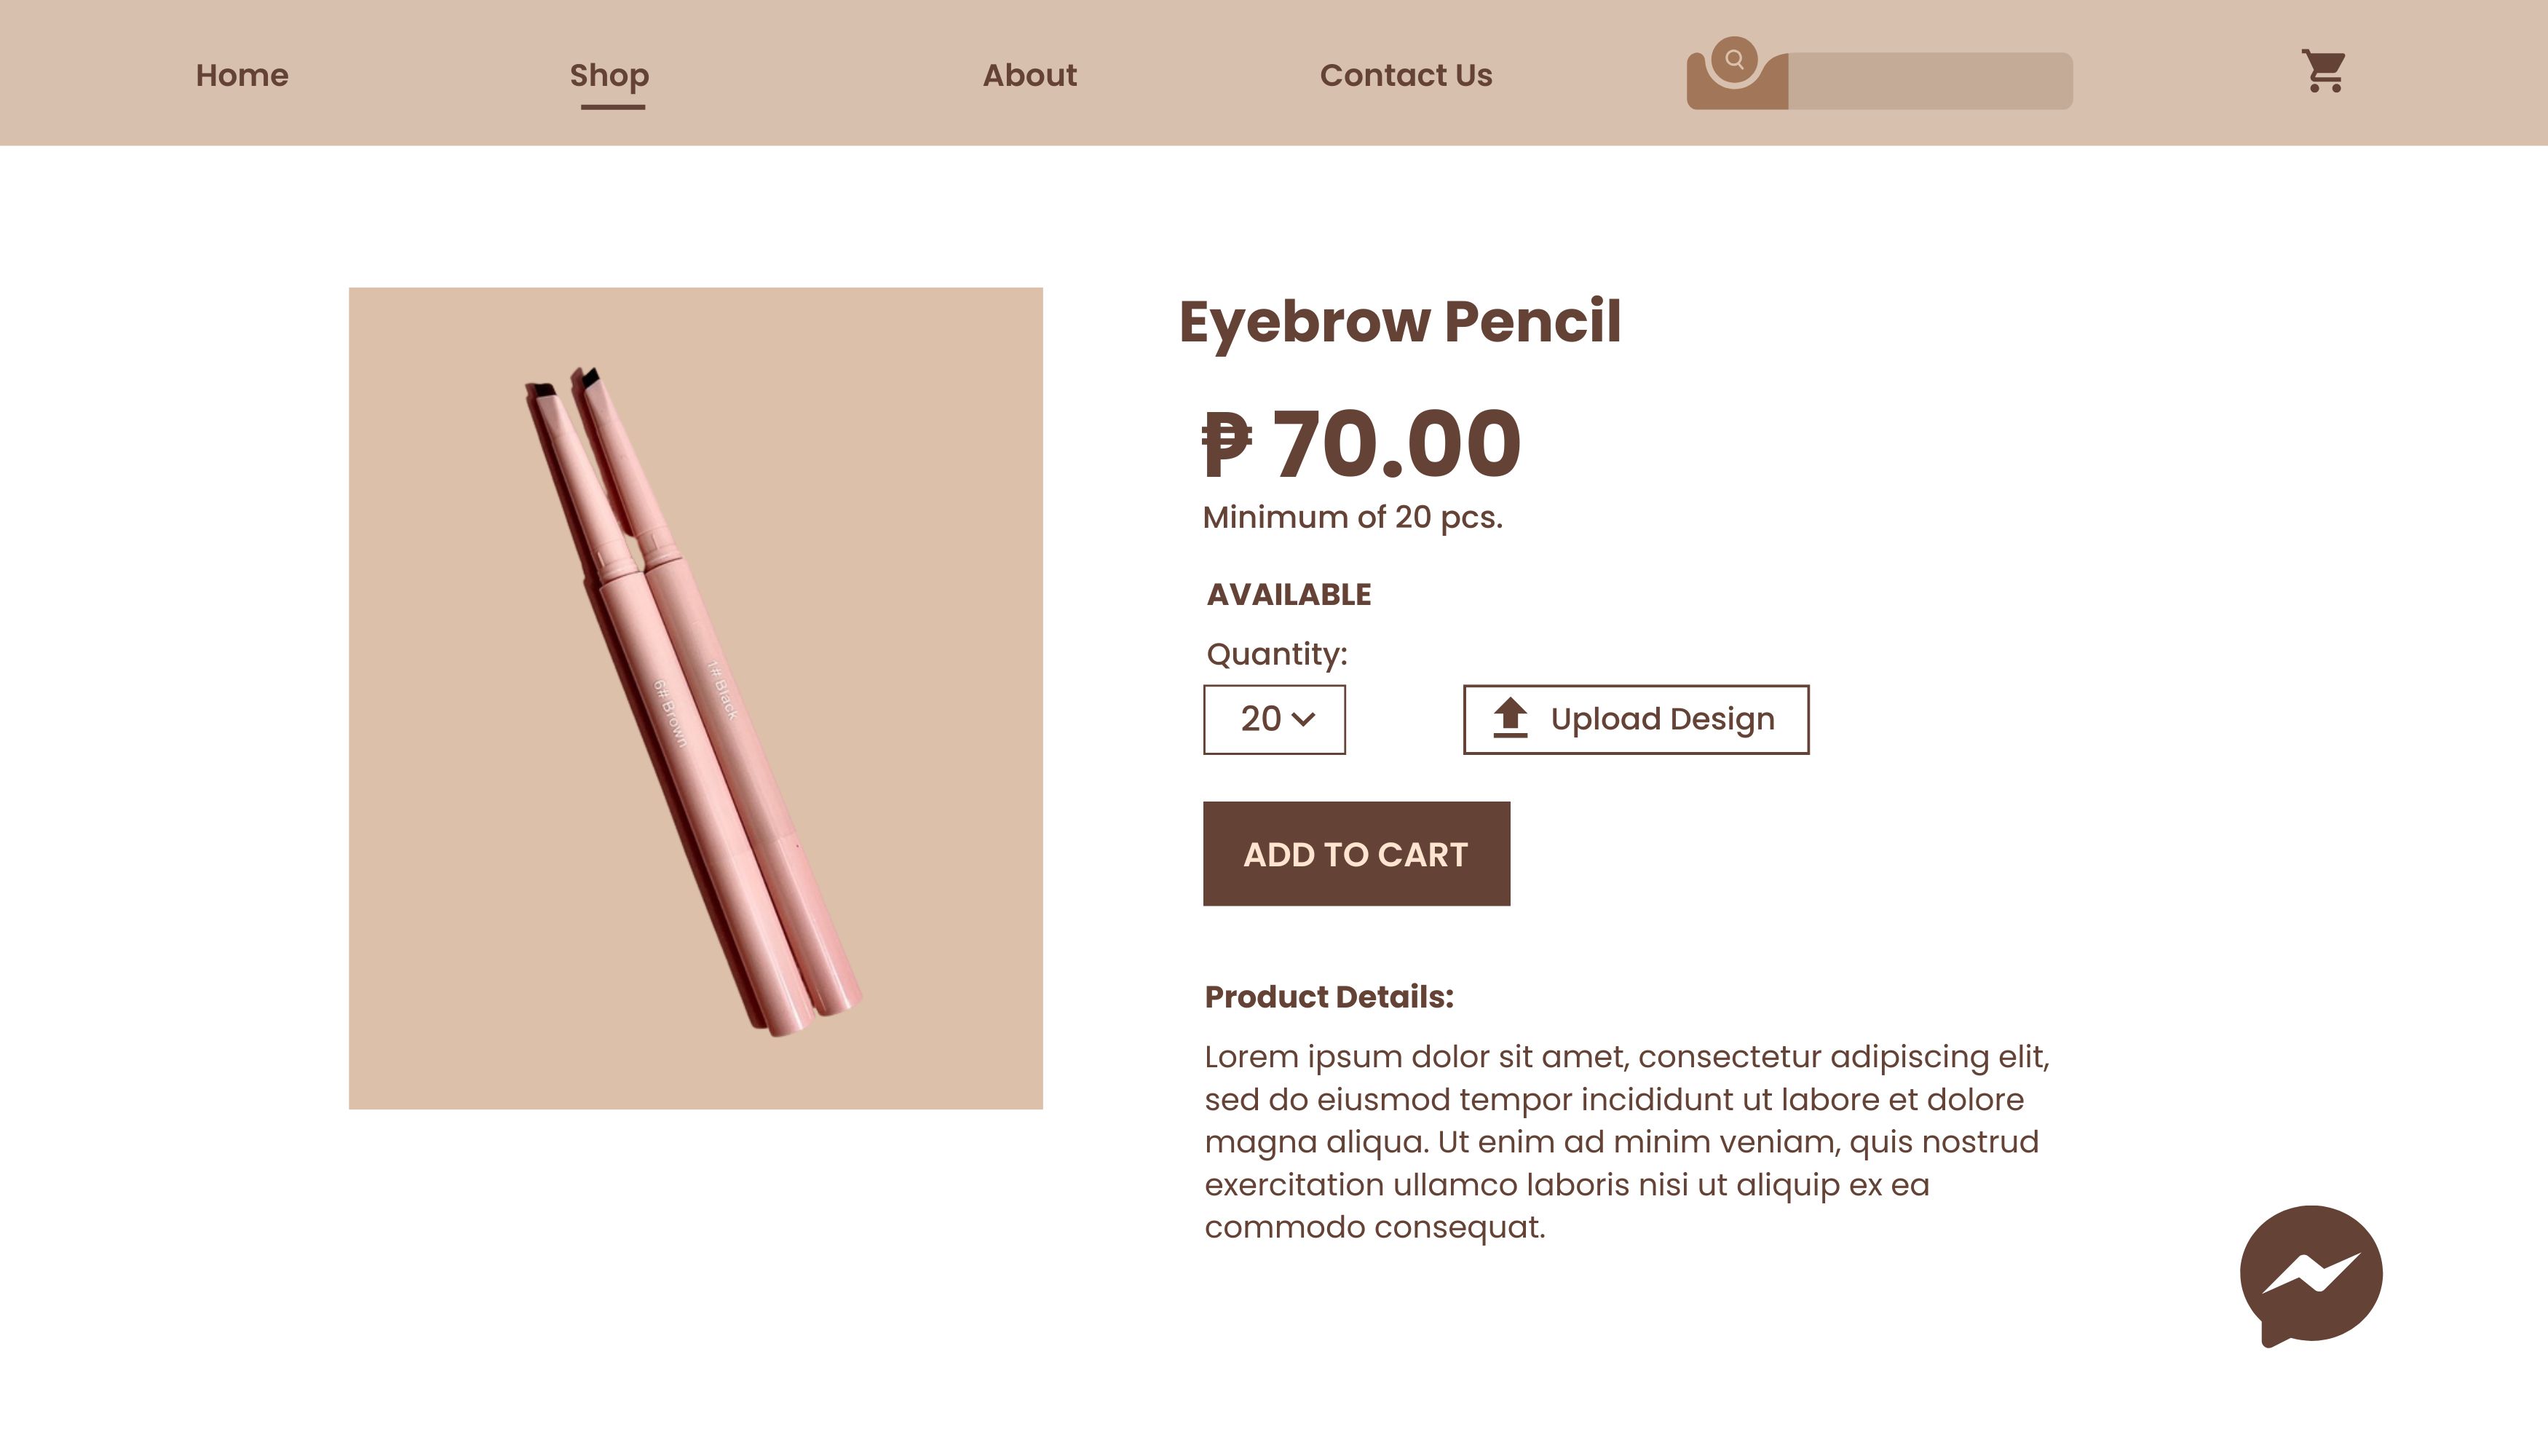 Home
Shop
About
Contact Us
Eyebrow Pencil
₱ 70.00
Minimum of 20 pcs.
AVAILABLE
Quantity:
20
Upload Design
ADD TO CART
1# Black
6# Brown
Product Details:
Lorem ipsum dolor sit amet, consectetur adipiscing elit,
sed do eiusmod tempor incididunt ut labore et dolore
magna aliqua. Ut enim ad minim veniam, quis nostrud
exercitation ullamco laboris nisi ut aliquip ex ea
commodo consequat.